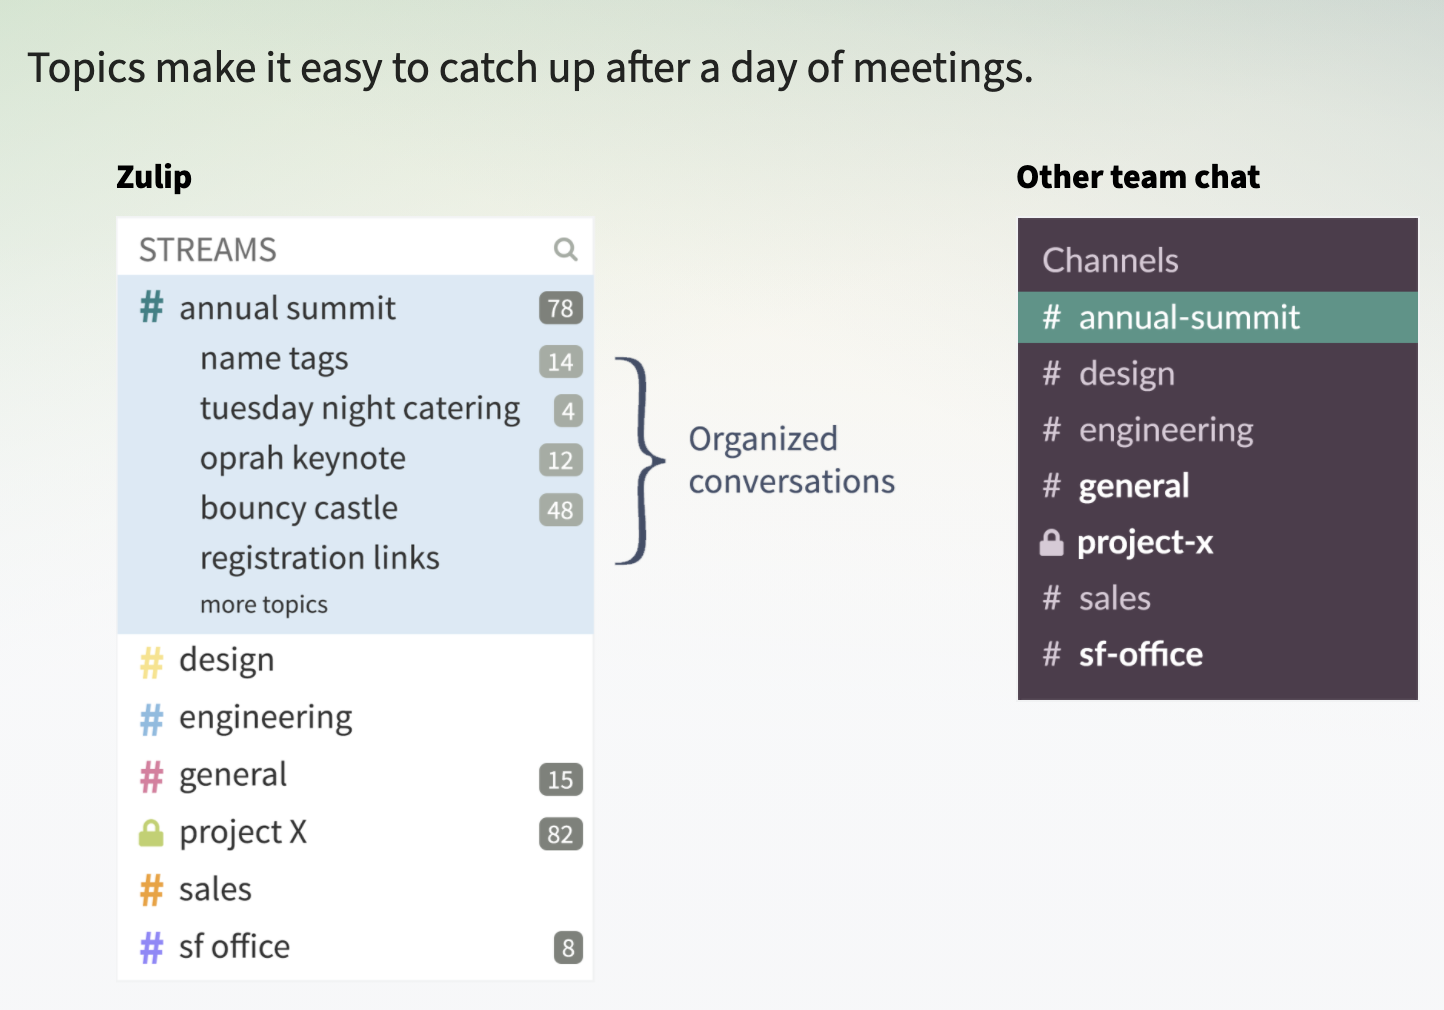 Topics make it easy to catch up after a day of meetings.
Zulip
STREAMS
# annual summit 78
name tags 14
tuesday night catering 4
oprah keynote 12
bouncy castle 48
registration links
more topics
# design
# engineering
# general 15
project X 82
# sales
# sf office 8
Organized
conversations
Other team chat
Channels
# annual-summit
# design
# engineering
# general
project-x
# sales
# sf-office